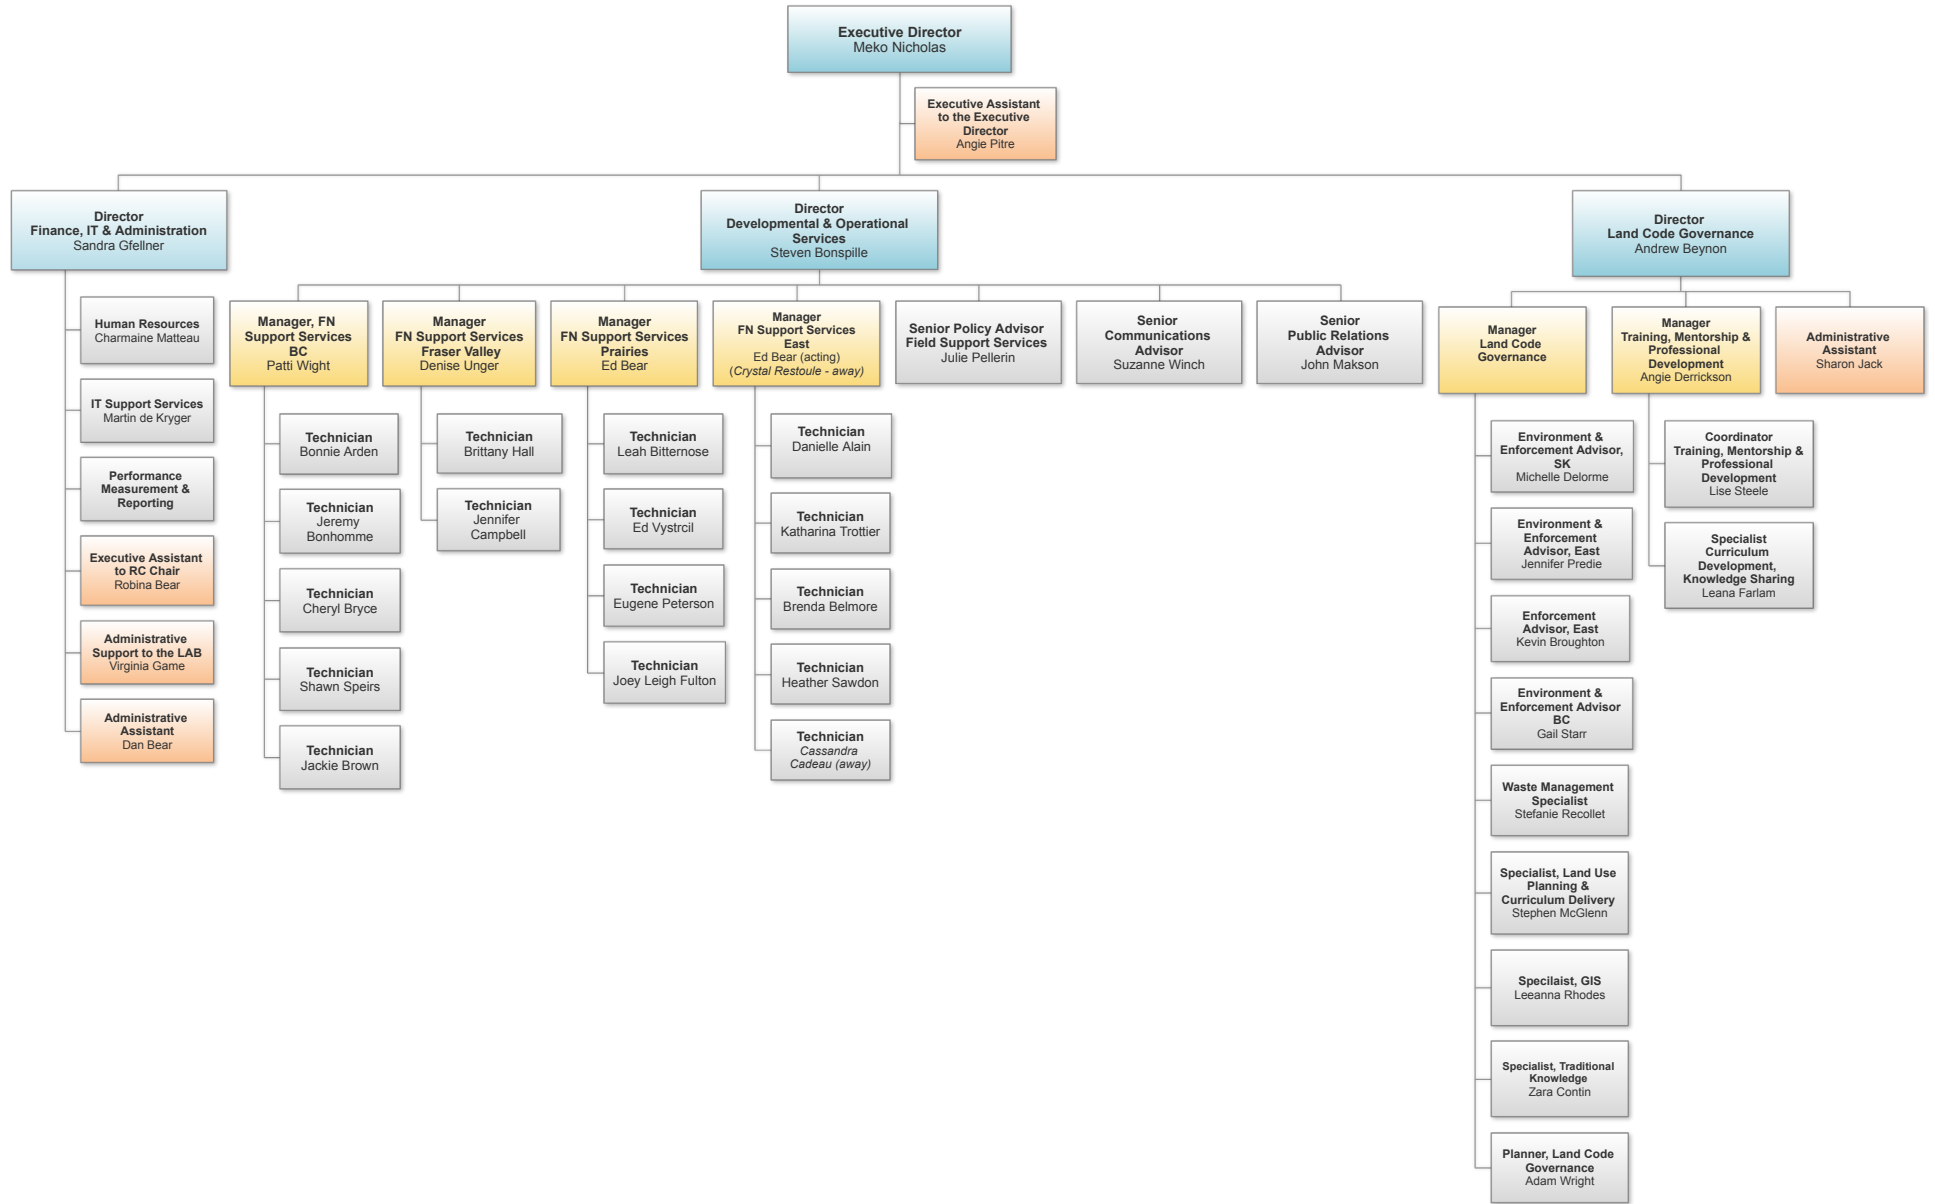 Executive Director
Meko Nicholas
Executive Assistant
to the Executive
Director
Angie Pitre
Director
Finance, IT & Administration
Sandra Gfellner
Director
Developmental & Operational
Services
Steven Bonspille
Director
Land Code Governance
Andrew Beynon
Human Resources
Charmaine Matteau
IT Support Services
Martin de Kryger
Performance
Measurement &
Reporting
Executive Assistant
to RC Chair
Robina Bear
Administrative
Support to the LAB
Virginia Game
Administrative
Assistant
Dan Bear
Manager, FN
Support Services
BC
Patti Wight
Technician
Bonnie Arden
Technician
Jeremy
Bonhomme
Technician
Cheryl Bryce
Technician
Shawn Speirs
Technician
Jackie Brown
Manager
FN Support Services
Fraser Valley
Denise Unger
Technician
Brittany Hall
Technician
Jennifer
Campbell
Manager
FN Support Services
Prairies
Ed Bear
Technician
Leah Bitternose
Technician
Ed Vystrcil
Technician
Eugene Peterson
Technician
Joey Leigh Fulton
Manager
FN Support Services
East
Ed Bear (acting)
(Crystal Restoule - away)
Technician
Danielle Alain
Technician
Katharina Trottier
Technician
Brenda Belmore
Technician
Heather Sawdon
Technician
Cassandra
Cadeau (away)
Senior Policy Advisor
Field Support Services
Julie Pellerin
Senior
Communications
Advisor
Suzanne Winch
Senior
Public Relations
Advisor
John Makson
Manager
Land Code
Governance
Environment &
Enforcement Advisor,
SK
Michelle Delorme
Environment &
Enforcement
Advisor, East
Jennifer Predie
Enforcement
Advisor, East
Kevin Broughton
Environment &
Enforcement Advisor
BC
Gail Starr
Waste Management
Specialist
Stefanie Recollet
Specialist, Land Use
Planning &
Curriculum Delivery
Stephen McGlenn
Specilaist, GIS
Leeanna Rhodes
Specialist, Traditional
Knowledge
Zara Contin
Planner, Land Code
Governance
Adam Wright
Manager
Training, Mentorship &
Professional
Development
Angie Derrickson
Coordinator
Training, Mentorship &
Professional
Development
Lise Steele
Specialist
Curriculum
Development,
Knowledge Sharing
Leana Farlam
Administrative
Assistant
Sharon Jack